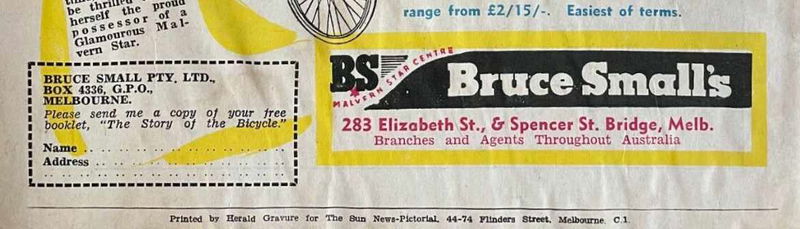 be thrilled
herself the proud
possessor of a
Glamourous Mal-
vern Star.
range from £2/15/-. Easiest of terms.
BRUCE SMALL PTY. LTD.,
BOX 4336, G.P.O.,
MELBOURNE.
Please send me a copy of your free
booklet, "The Story of the Bicycle."
Name
Address
BS
MALVERN STAR CENTRE
Bruce Small's
283 Elizabeth St., & Spencer St. Bridge, Melb.
Branches and Agents Throughout Australia
Printed by Herald Gravure for The Sun News-Pictorial, 44-74 Flinders Street, Melbourne. C.1.